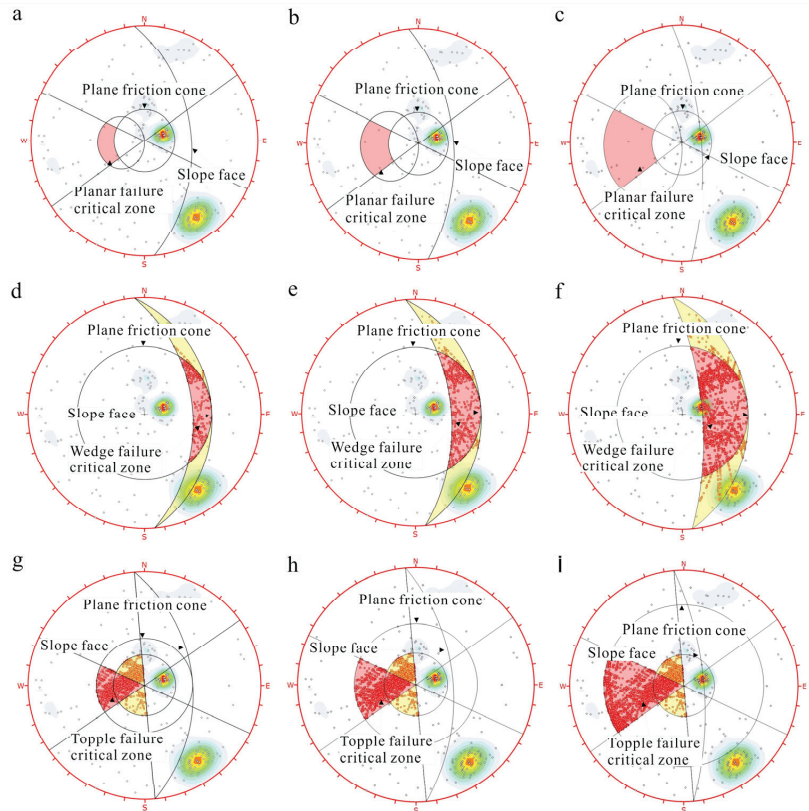 a
N
Plane friction cone
W
E
Slope face
Planar failure
critical zone
S
b
N
Plane friction cone
W
E
Slope face
Planar failure
critical zone
S
c
N
Plane friction cone
W
E
Slope face
Planar failure
critical zone
S
d
N
Plane friction cone
W
Slope face
E
Wedge failure
critical zone
S
e
N
Plane friction cone
W
Slope face
E
Wedge failure
critical zone
S
f
N
Plane friction cone
W
Slope face
E
Wedge failure
critical zone
S
g
N
Plane friction cone
Slope face
W
E
Topple failure
critical zone
S
h
N
Plane friction cone
Slope face
W
E
Topple failure
critical zone
S
i
N
Plane friction cone
Slope face
W
E
Topple failure
critical zone
S